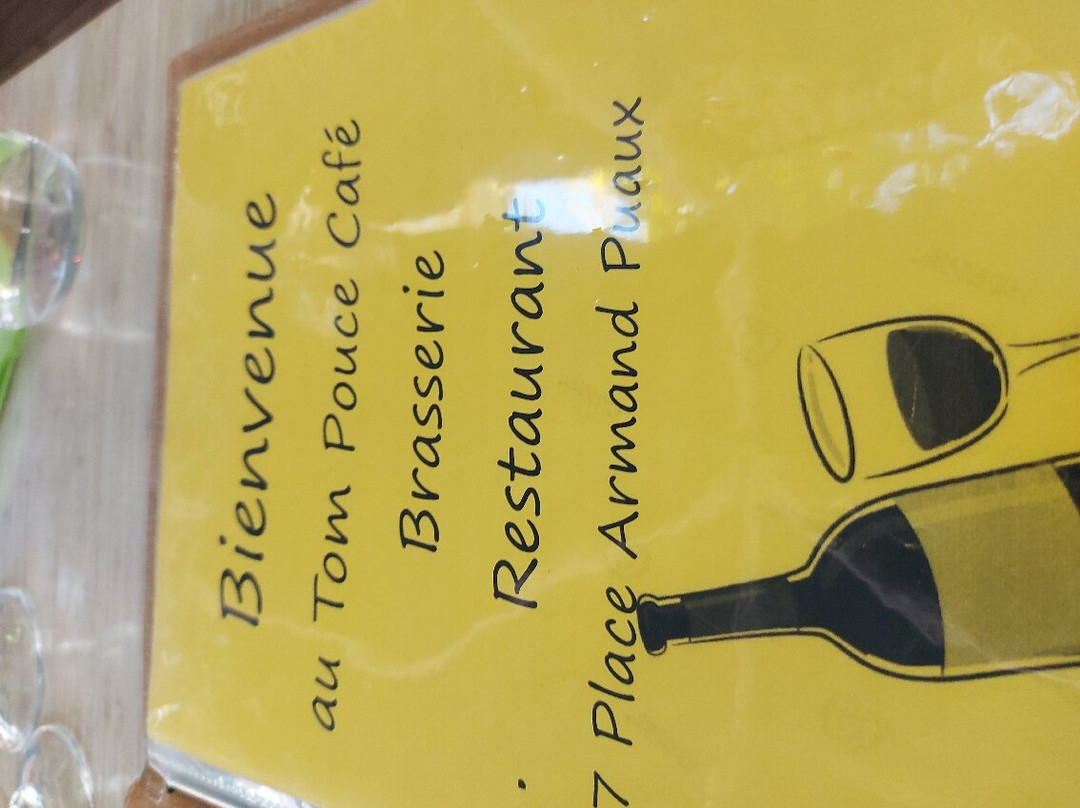 Bienvenue
au Tom Pouce Café
Brasserie
Restaurant
7 Place Armand Puaux